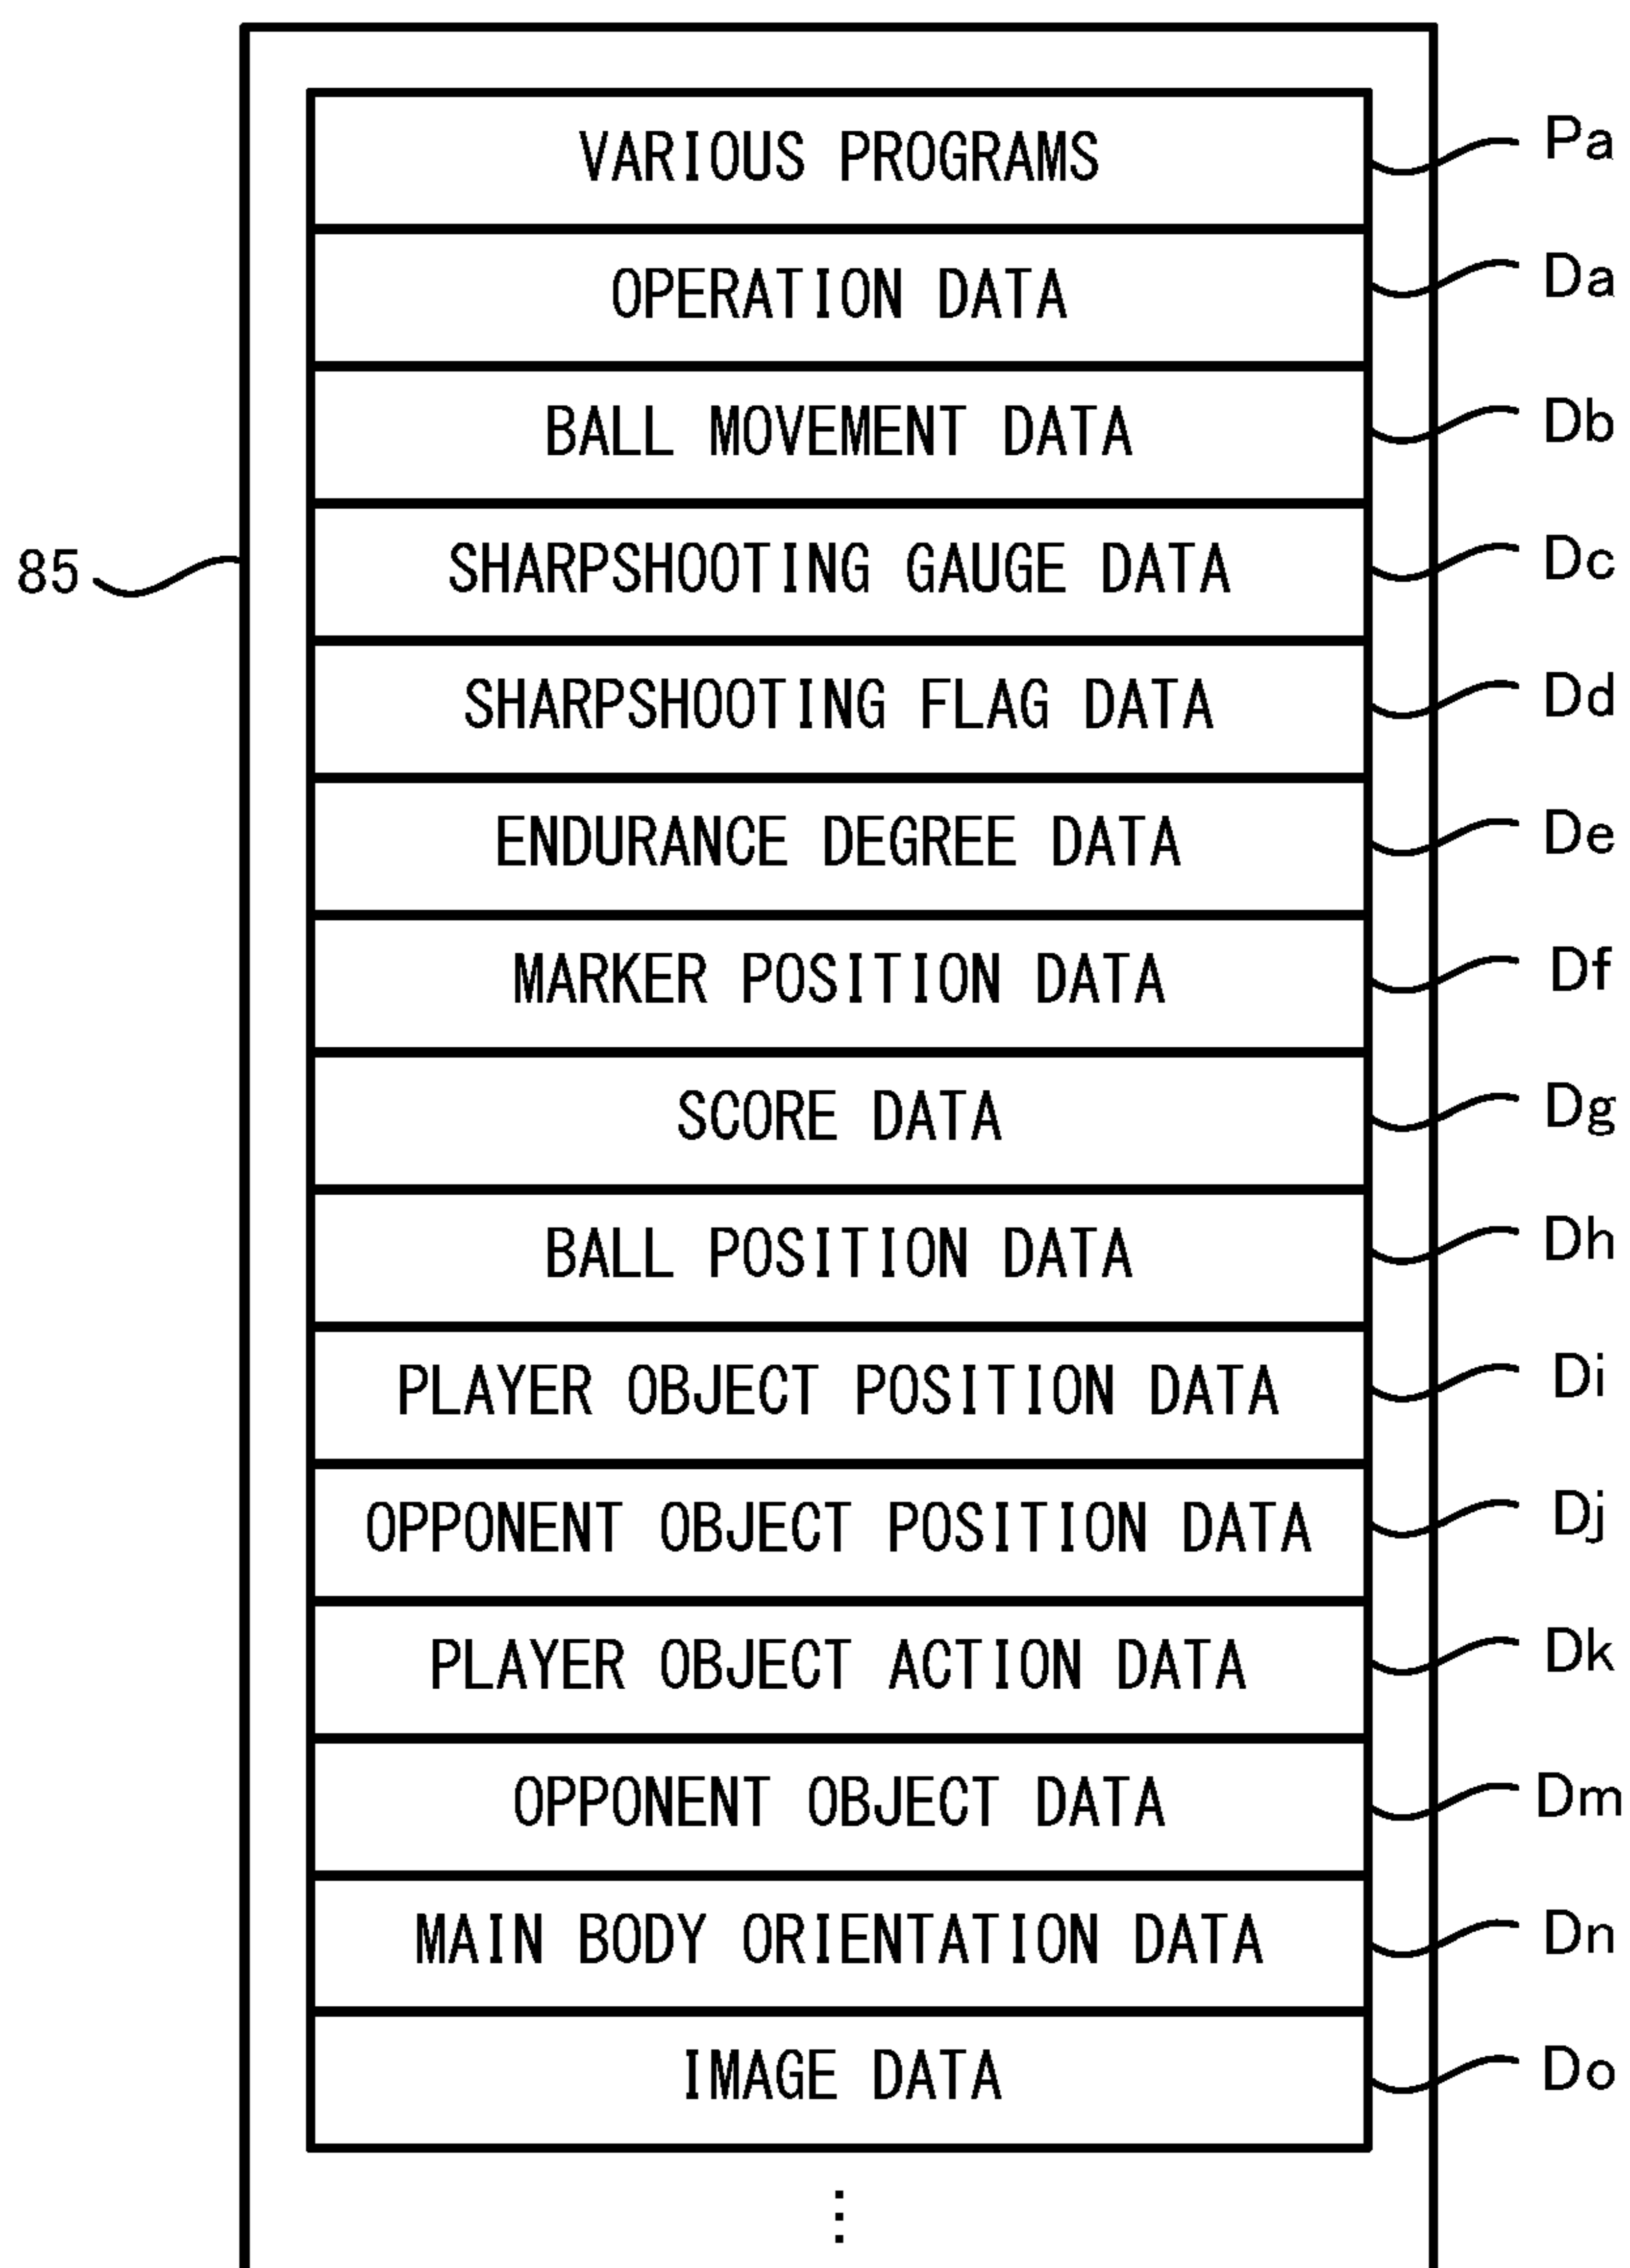 VARIOUS PROGRAMS Pa
OPERATION DATA Da
BALL MOVEMENT DATA Db
85 SHARPSHOOTING GAUGE DATA Dc
SHARPSHOOTING FLAG DATA Dd
ENDURANCE DEGREE DATA De
MARKER POSITION DATA Df
SCORE DATA Dg
BALL POSITION DATA Dh
PLAYER OBJECT POSITION DATA Di
OPPONENT OBJECT POSITION DATA Dj
PLAYER OBJECT ACTION DATA Dk
OPPONENT OBJECT DATA Dm
MAIN BODY ORIENTATION DATA Dn
IMAGE DATA Do
⋮